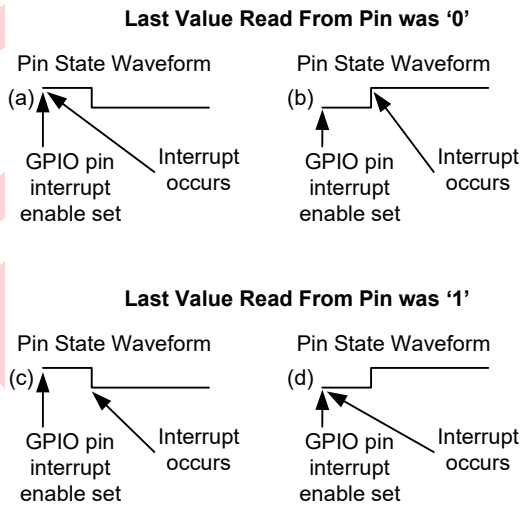 Last Value Read From Pin was ‘0’
Pin State Waveform
Pin State Waveform
(a)
(b)
GPIO pin
interrupt
enable set
Interrupt
occurs
GPIO pin
interrupt
enable set
Interrupt
occurs
Last Value Read From Pin was ‘1’
Pin State Waveform
Pin State Waveform
(c)
(d)
GPIO pin
interrupt
enable set
Interrupt
occurs
GPIO pin
interrupt
enable set
Interrupt
occurs